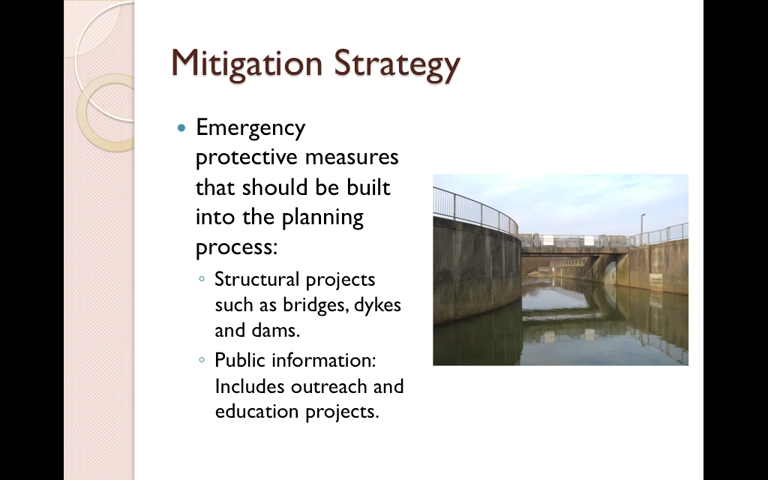 Mitigation Strategy
• Emergency
protective measures
that should be built
into the planning
process:
◦ Structural projects
such as bridges, dykes
and dams.
◦ Public information:
Includes outreach and
education projects.